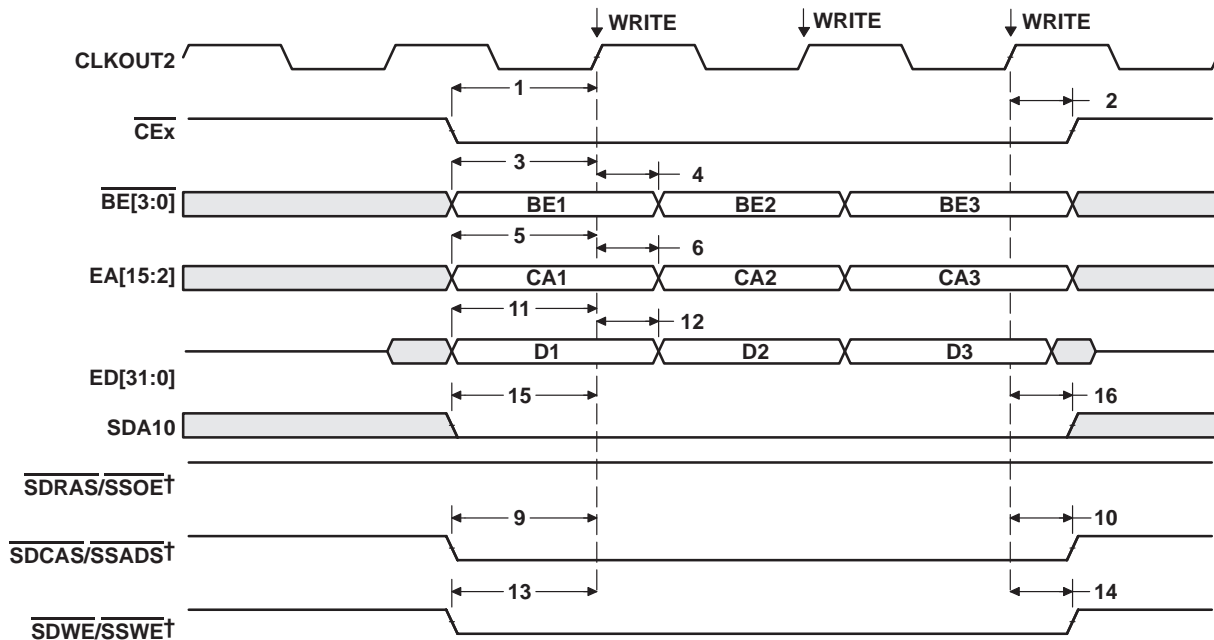 WRITE WRITE WRITE
CLKOUT2
1 2
CEx
3 4
BE[3:0] BE1 BE2 BE3
5 6
EA[15:2] CA1 CA2 CA3
11 12
D1 D2 D3
ED[31:0]
15 16
SDA10
SDRAS/SSOE†
9 10
SDCAS/SSADS†
13 14
SDWE/SSWE†